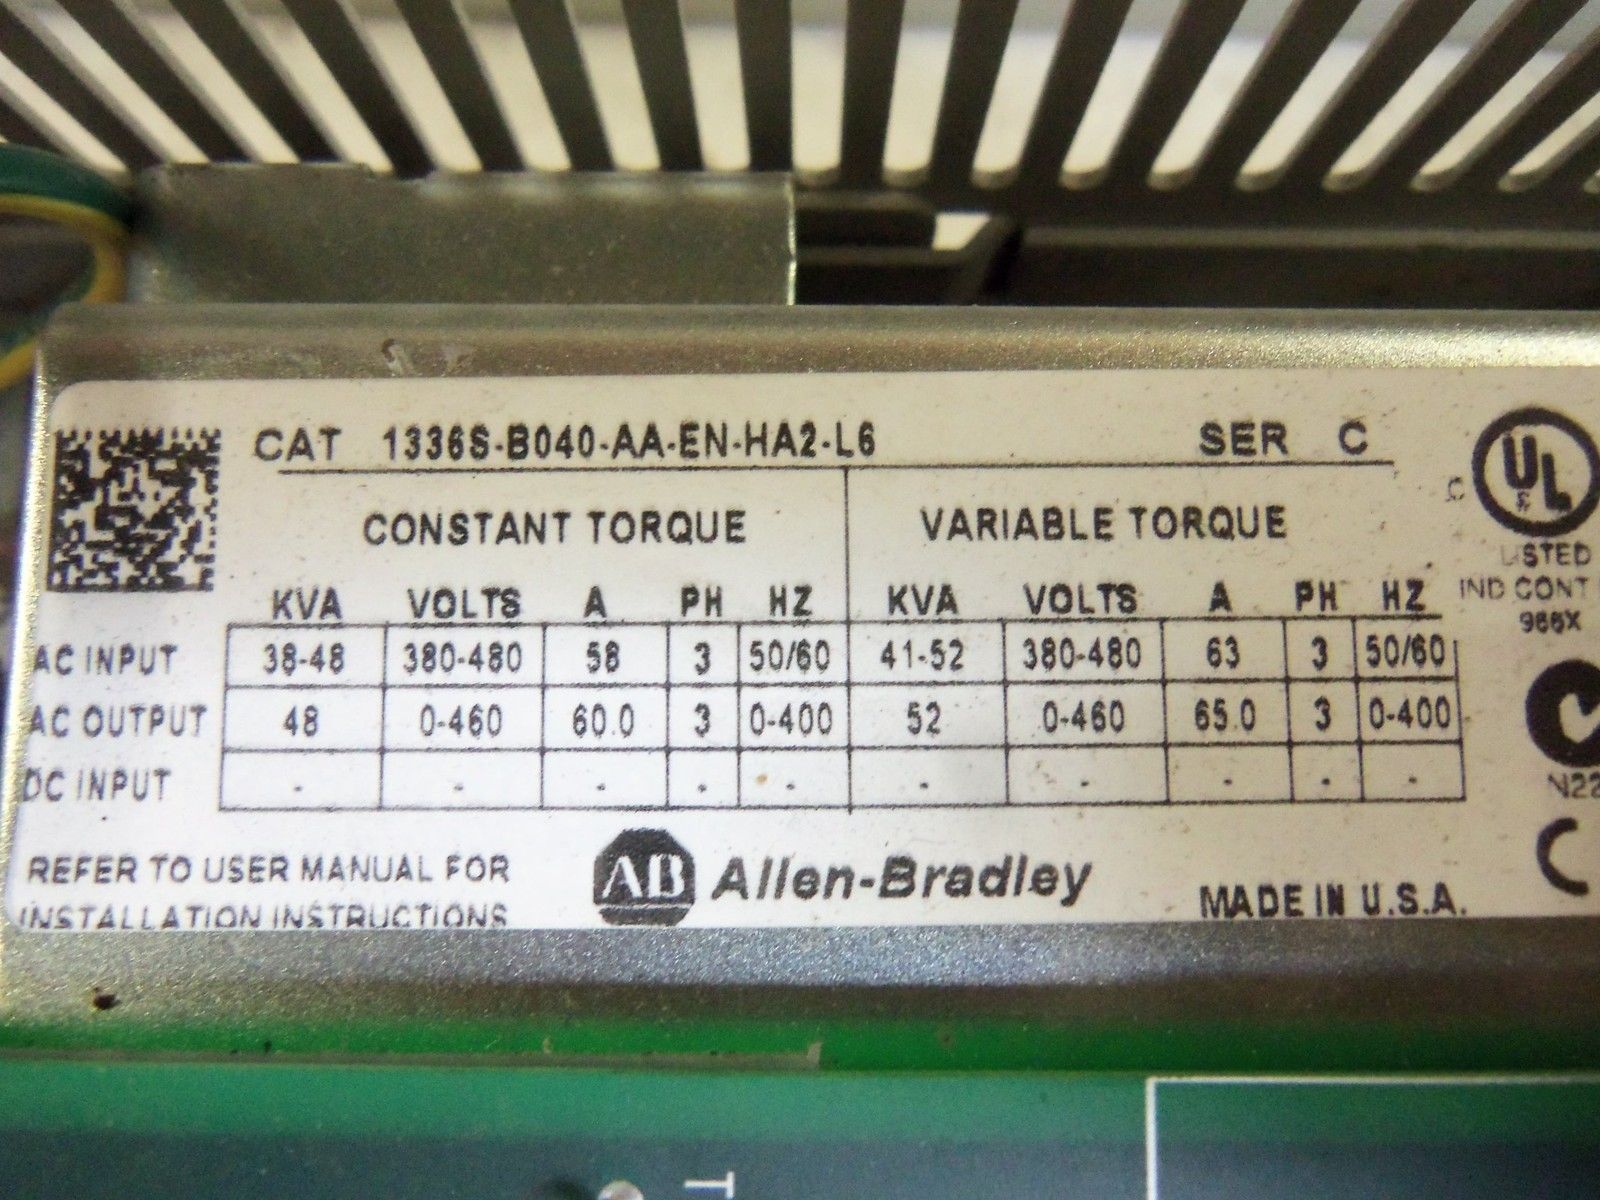 CAT 1336S-B040-AA-EN-HA2-L6 SER C
CONSTANT TORQUE VARIABLE TORQUE
KVA VOLTS A PH HZ KVA VOLTS A PH HZ
AC INPUT 38-48 380-480 58 3 50/60 41-52 380-480 63 3 50/60
AC OUTPUT 48 0-460 60.0 3 0-400 52 0-460 65.0 3 0-400
DC INPUT - - - - - - - - - -
C UL
LISTED
IND CONT
966X
N22
REFER TO USER MANUAL FOR
INSTALLATION INSTRUCTIONS
AB Allen-Bradley
MADE IN U.S.A.
T